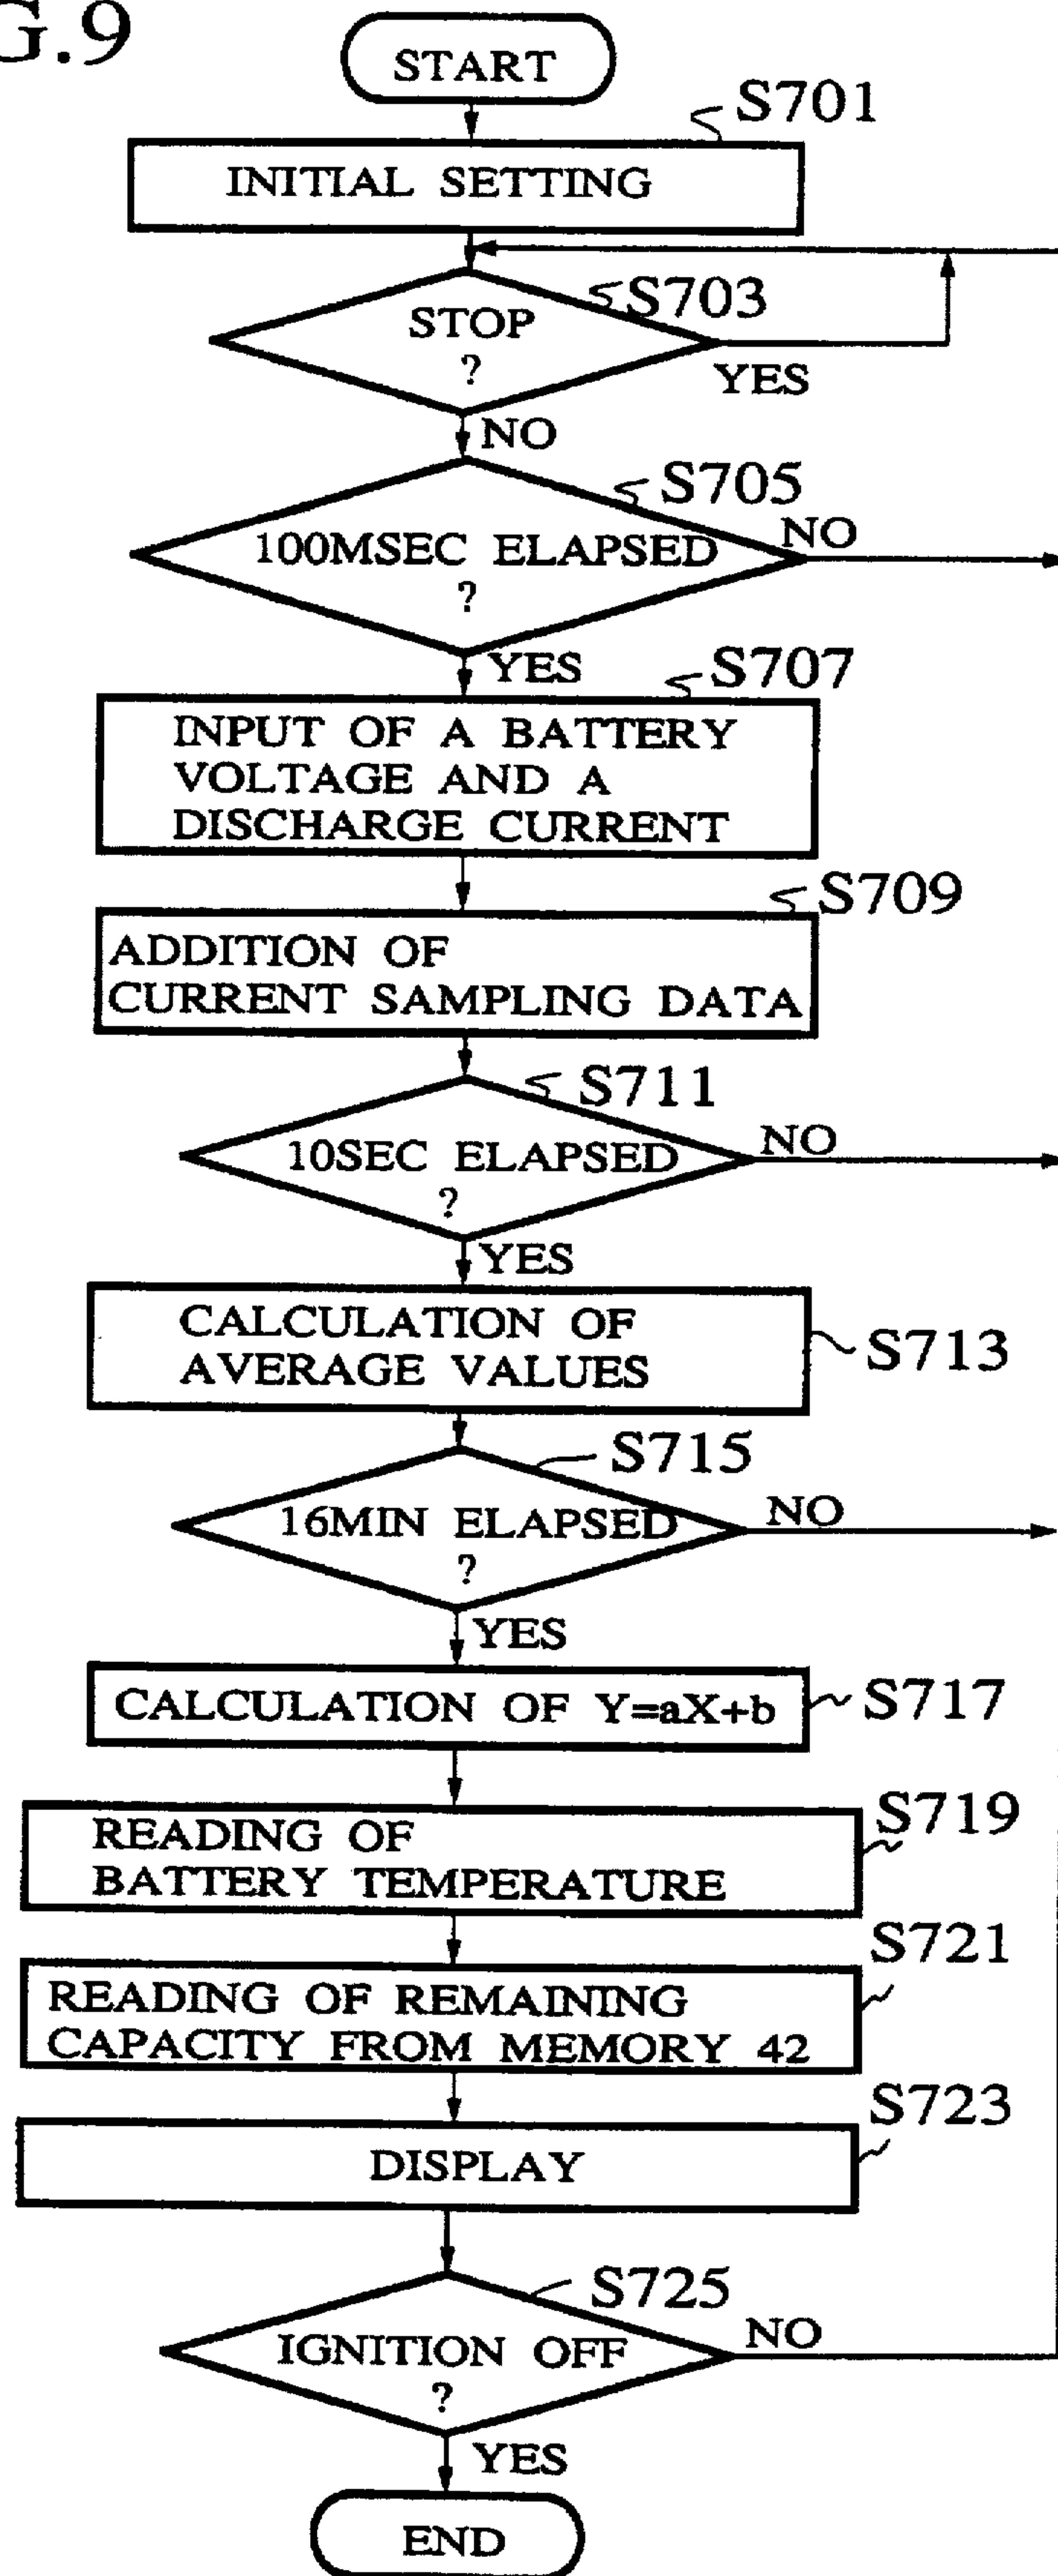 G.9
START
S701
INITIAL SETTING
S703
STOP
?
YES
NO
S705
100MSEC ELAPSED
?
NO
YES
S707
INPUT OF A BATTERY
VOLTAGE AND A
DISCHARGE CURRENT
S709
ADDITION OF
CURRENT SAMPLING DATA
S711
10SEC ELAPSED
?
NO
YES
CALCULATION OF
AVERAGE VALUES
S713
S715
16MIN ELAPSED
?
NO
YES
CALCULATION OF Y=aX+b
S717
READING OF
BATTERY TEMPERATURE
S719
S721
READING OF REMAINING
CAPACITY FROM MEMORY 42
S723
DISPLAY
S725
IGNITION OFF
?
NO
YES
END